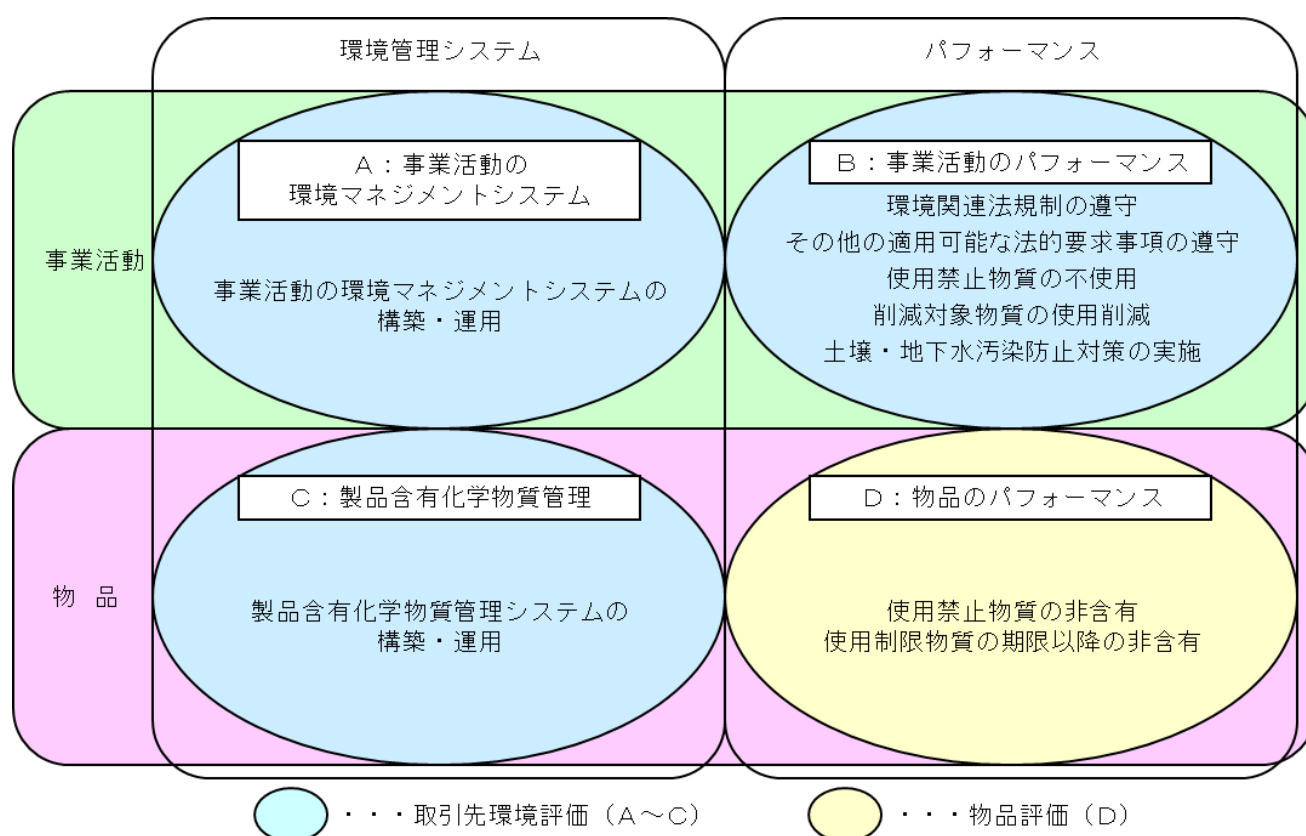 環境管理システム
パフォーマンス
事業活動
A：事業活動の
環境マネジメントシステム
事業活動の環境マネジメントシステムの
構築・運用
B：事業活動のパフォーマンス
環境関連法規制の遵守
その他の適用可能な法的要求事項の遵守
使用禁止物質の不使用
削減対象物質の使用削減
土壌・地下水汚染防止対策の実施
物 品
C：製品含有化学物質管理
製品含有化学物質管理システムの
構築・運用
D：物品のパフォーマンス
使用禁止物質の非含有
使用制限物質の期限以降の非含有
・・・取引先環境評価（A～C）
・・・物品評価（D）